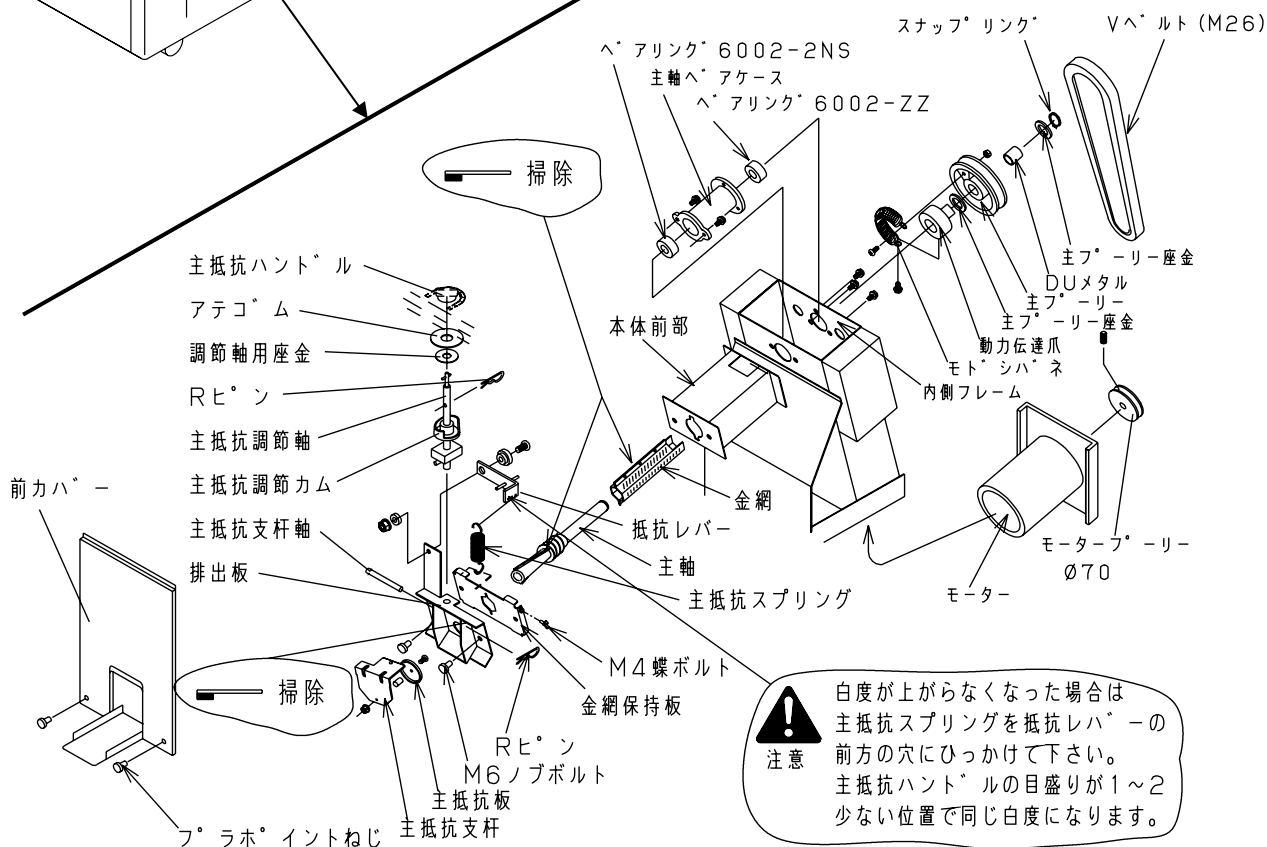 スナップリング
Vベルト(M26)
ベアリング6002-2NS
主軸ベアケース
ベアリング6002-ZZ
掃除
主抵抗ハンドル
アテゴム
調節軸用座金
Rピン
主抵抗調節軸
主抵抗調節カム
主抵抗支杆軸
排出板
前カバー
本体前部
主プーリー座金
DUメタル
主プーリー
主プーリー座金
動力伝達爪
モドシバネ
内側フレーム
金網
抵抗レバー
主軸
主抵抗スプリング
モータープーリー
Ø70
モーター
M4蝶ボルト
金網保持板
掃除
Rピン
M6ノブボルト
主抵抗板
主抵抗支杆
プラポイントねじ
注意
白度が上がらなくなった場合は
主抵抗スプリングを抵抗レバーの
前方の穴にひっかけて下さい。
主抵抗ハンドルの目盛りが1~2
少ない位置で同じ白度になります。